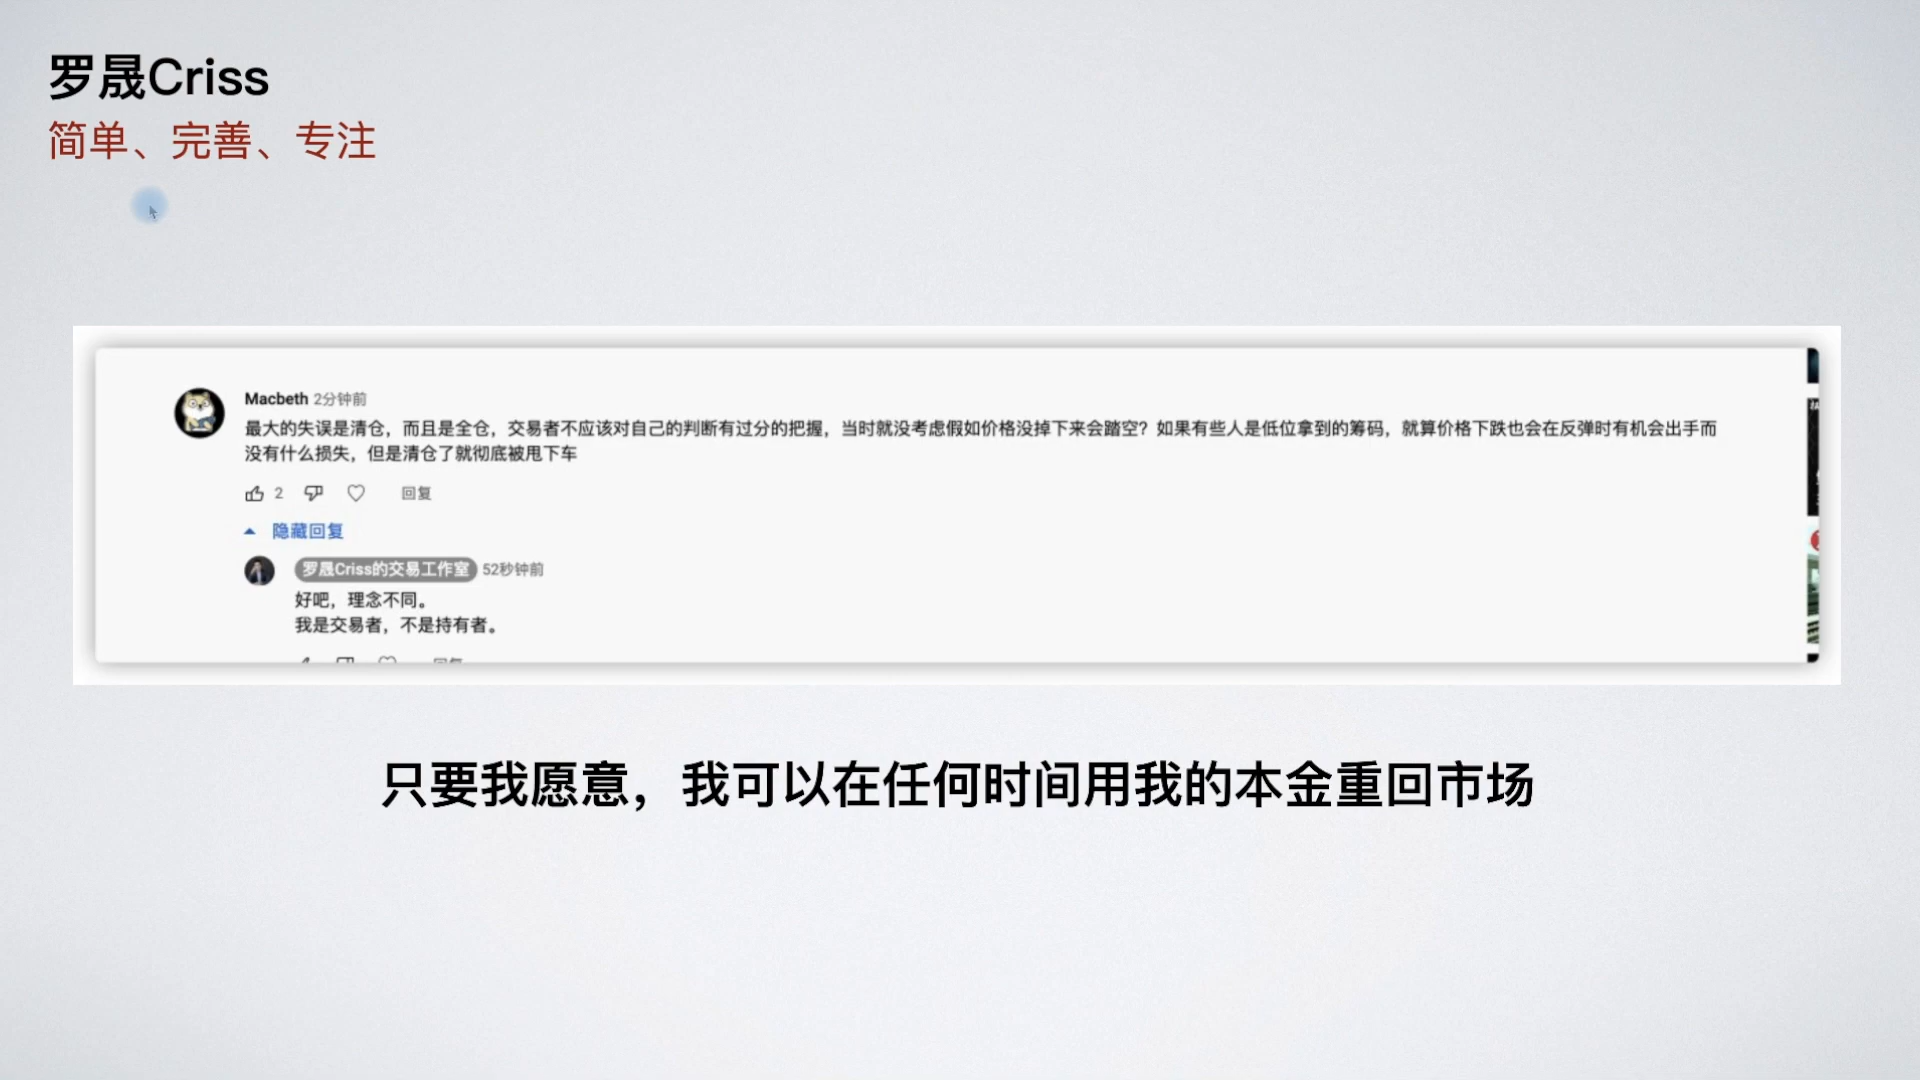 罗晟Criss
简单、完善、专注
Macbeth 2分钟前
最大的失误是清仓，而且是全仓，交易者不应该对自己的判断有过分的把握，当时就没考虑假如价格没掉下来会踏空？如果有些人是低位拿到的筹码，就算价格下跌也会在反弹时有机会出手而
没有什么损失，但是清仓了就彻底被甩下车
2 回复
隐藏回复
罗晟Criss的交易工作室 52秒钟前
好吧，理念不同。
我是交易者，不是持有者。
只要我愿意，我可以在任何时间用我的本金重回市场